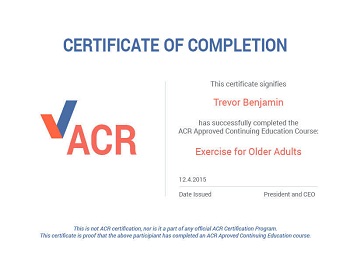 CERTIFICATE OF COMPLETION
ACR
This certificate signifies
Trevor Benjamin
has successfully completed the
ACR Approved Continuing Education Course:
Exercise for Older Adults
12.4.2015
Date Issued President and CEO
This is not ACR certification, nor is it a part of any official ACR Certification Program.
This certificate is proof that the above participant has completed an ACR Aproved Continuing Education course.